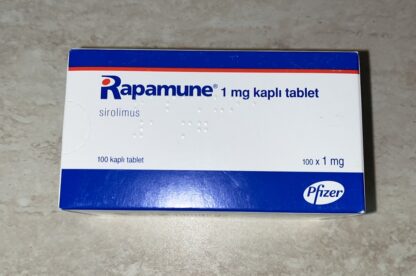 Rapamune® 1 mg kaplı tablet
sirolimus
100 kaplı tablet
100 x 1 mg
Pfizer